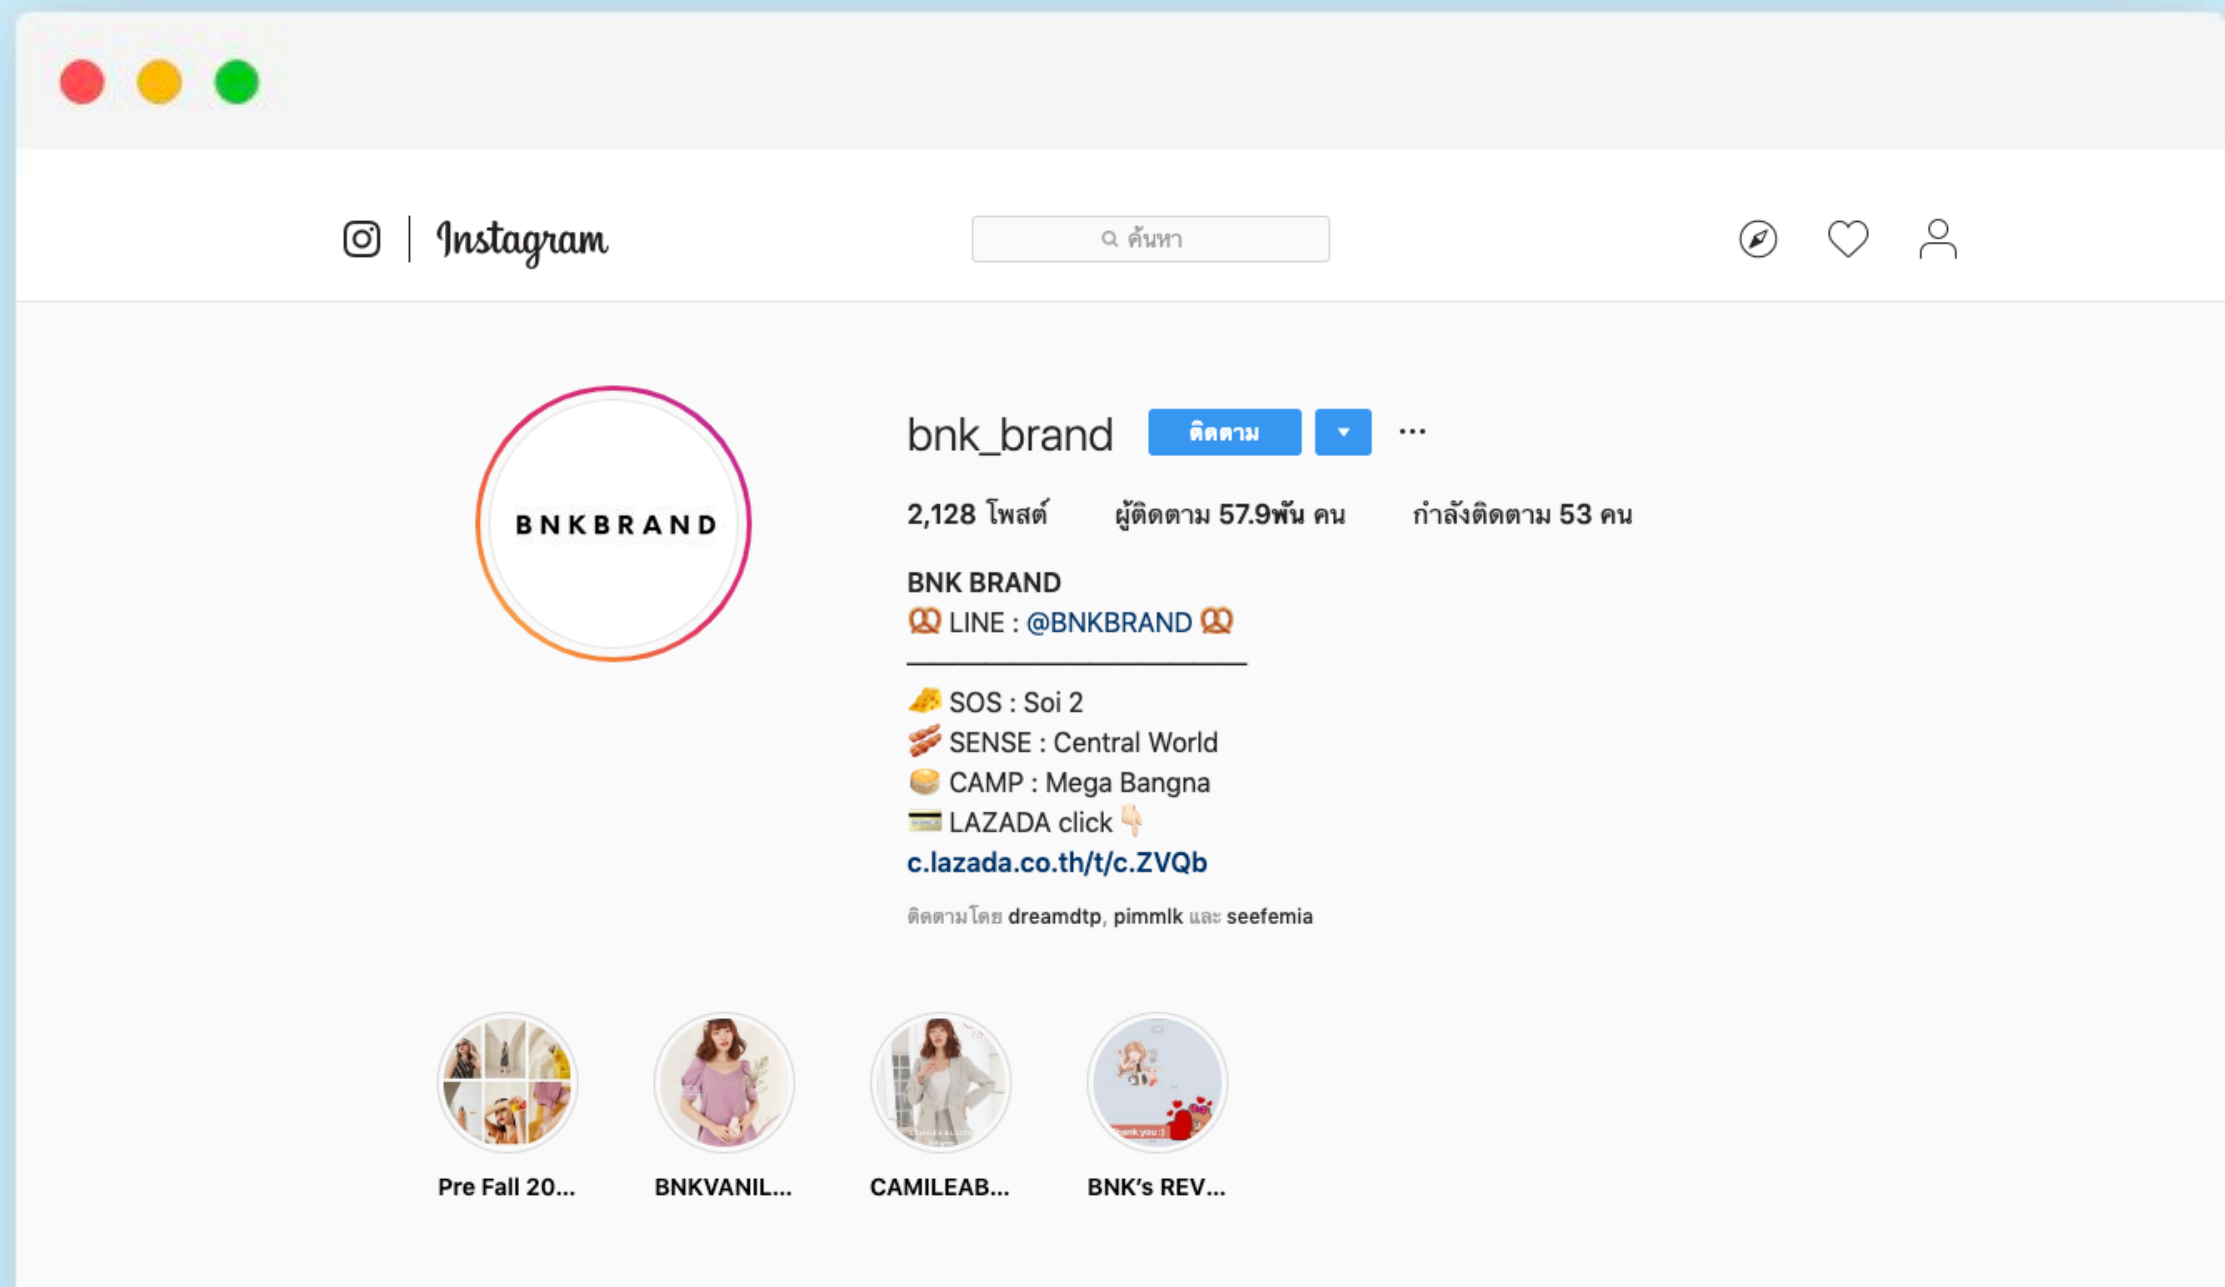 Instagram
ค้นหา
BNKBRAND
bnk_brand ติดตาม ...
2,128 โพสต์ ผู้ติดตาม 57.9พัน คน กำลังติดตาม 53 คน
BNK BRAND
🥨 LINE : @BNKBRAND 🥨
🧀 SOS : Soi 2
🥓 SENSE : Central World
🥞 CAMP : Mega Bangna
💳 LAZADA click 👇🏻
c.lazada.co.th/t/c.ZVQb
ติดตามโดย dreamdtp, pimmlk และ seefemia
Thank you :)
Pre Fall 20... BNKVANIL... CAMILEAB... BNK's REV...